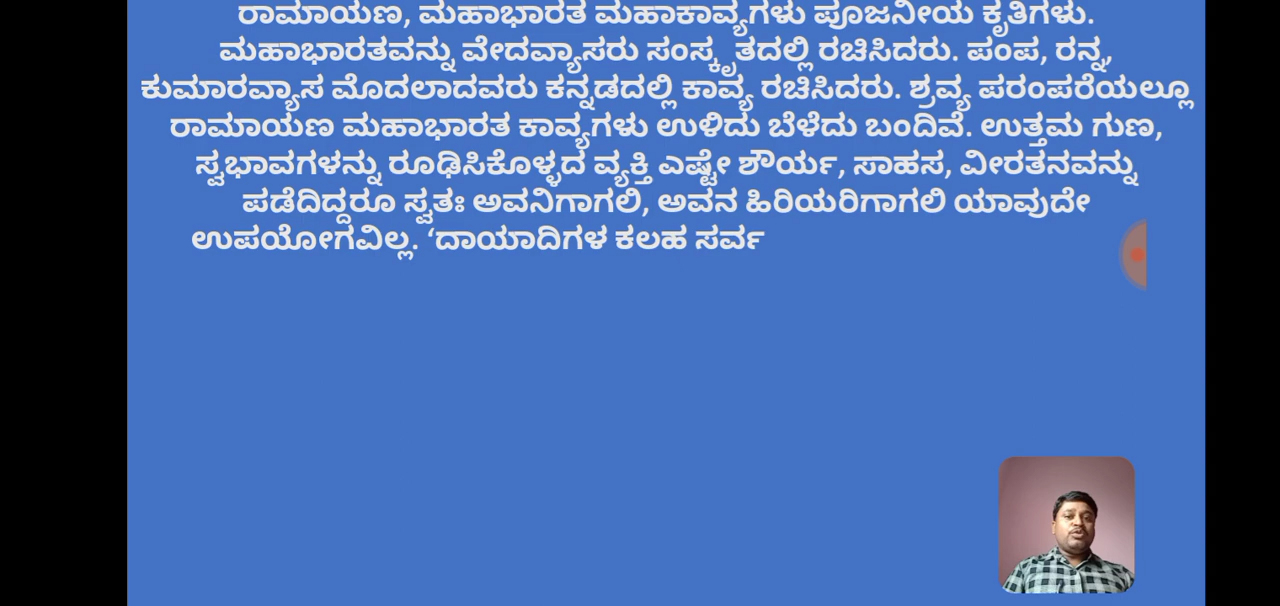 ರಾಮಾಯಣ, ಮಹಾಭಾರತ ಮಹಾಕಾವ್ಯಗಳು ಪೂಜನೀಯ ಕೃತಿಗಳು.
ಮಹಾಭಾರತವನ್ನು ವೇದವ್ಯಾಸರು ಸಂಸ್ಕೃತದಲ್ಲಿ ರಚಿಸಿದರು. ಪಂಪ, ರನ್ನ,
ಕುಮಾರವ್ಯಾಸ ಮೊದಲಾದವರು ಕನ್ನಡದಲ್ಲಿ ಕಾವ್ಯ ರಚಿಸಿದರು. ಶ್ರವ್ಯ ಪರಂಪರೆಯಲ್ಲೂ
ರಾಮಾಯಣ ಮಹಾಭಾರತ ಕಾವ್ಯಗಳು ಉಳಿದು ಬೆಳೆದು ಬಂದಿವೆ. ಉತ್ತಮ ಗುಣ,
ಸ್ವಭಾವಗಳನ್ನು ರೂಢಿಸಿಕೊಳ್ಳದ ವ್ಯಕ್ತಿ ಎಷ್ಟೇ ಶೌರ್ಯ, ಸಾಹಸ, ವೀರತನವನ್ನು
ಪಡೆದಿದ್ದರೂ ಸ್ವತಃ ಅವನಿಗಾಗಲಿ, ಅವನ ಹಿರಿಯರಿಗಾಗಲಿ ಯಾವುದೇ
ಉಪಯೋಗವಿಲ್ಲ. ‘ದಾಯಾದಿಗಳ ಕಲಹ ಸರ್ವ